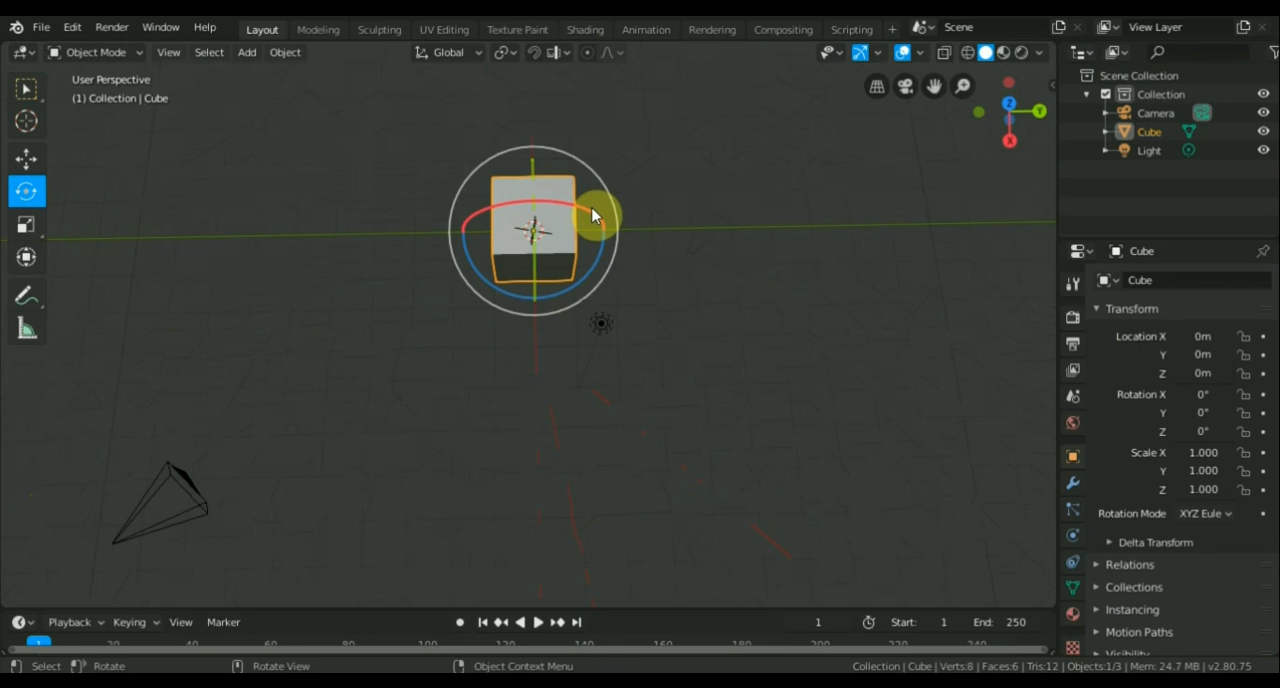 File Edit Render Window Help Layout Modeling Sculpting UV Editing Texture Paint Shading Animation Rendering Compositing Scripting + Scene View Layer
Object Mode View Select Add Object Global
User Perspective
(1) Collection | Cube
Z
Y
X
Scene Collection
Collection
Camera
Cube
Light
Cube
Cube
Transform
Location X 0m
Y 0m
Z 0m
Rotation X 0°
Y 0°
Z 0°
Scale X 1.000
Y 1.000
Z 1.000
Rotation Mode XYZ Eule
Delta Transform
Relations
Collections
Instancing
Motion Paths
Visibility
Playback Keying View Marker 1 Start: 1 End: 250
1 20 40 60 80 100 120 140 160 180 200 220 240
Select Rotate Rotate View Object Context Menu Collection | Cube | Verts:8 | Faces:6 | Tris:12 | Objects:1/3 | Mem: 24.7 MB | v2.80.75